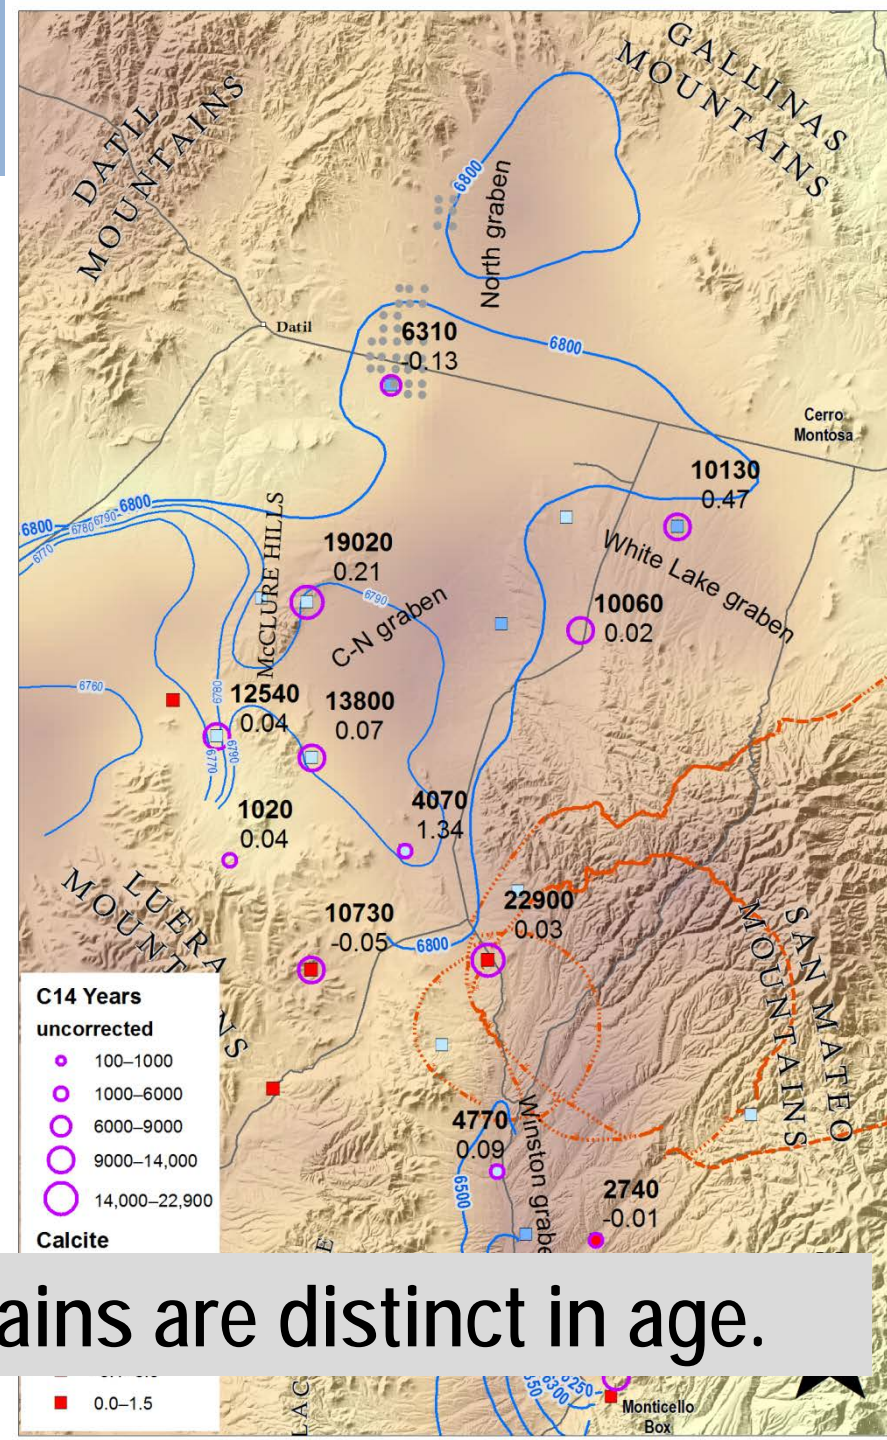 GALLINAS
MOUNTAINS
DATIL
MOUNTAINS
6800
North graben
Datil
6310
-0.13
6800
Cerro
Montosa
10130
0.47
6800
6780
6790
6800
6770
McCLURE HILLS
19020
0.21
6790
C-N graben
White Lake graben
10060
0.02
6760
6780
12540
0.04
13800
0.07
6770
6790
1020
0.04
4070
1.34
LUERA
MOUNTAINS
10730
-0.05
6800
22900
0.03
SAN MATEO
MOUNTAINS
C14 Years
uncorrected
100–1000
1000–6000
6000–9000
9000–14,000
14,000–22,900
Calcite
4770
0.09
Winston grabe
6500
2740
-0.01
E
ains are distinct in age.
0.0–1.5
LAC
6250
6300
Monticello
Box